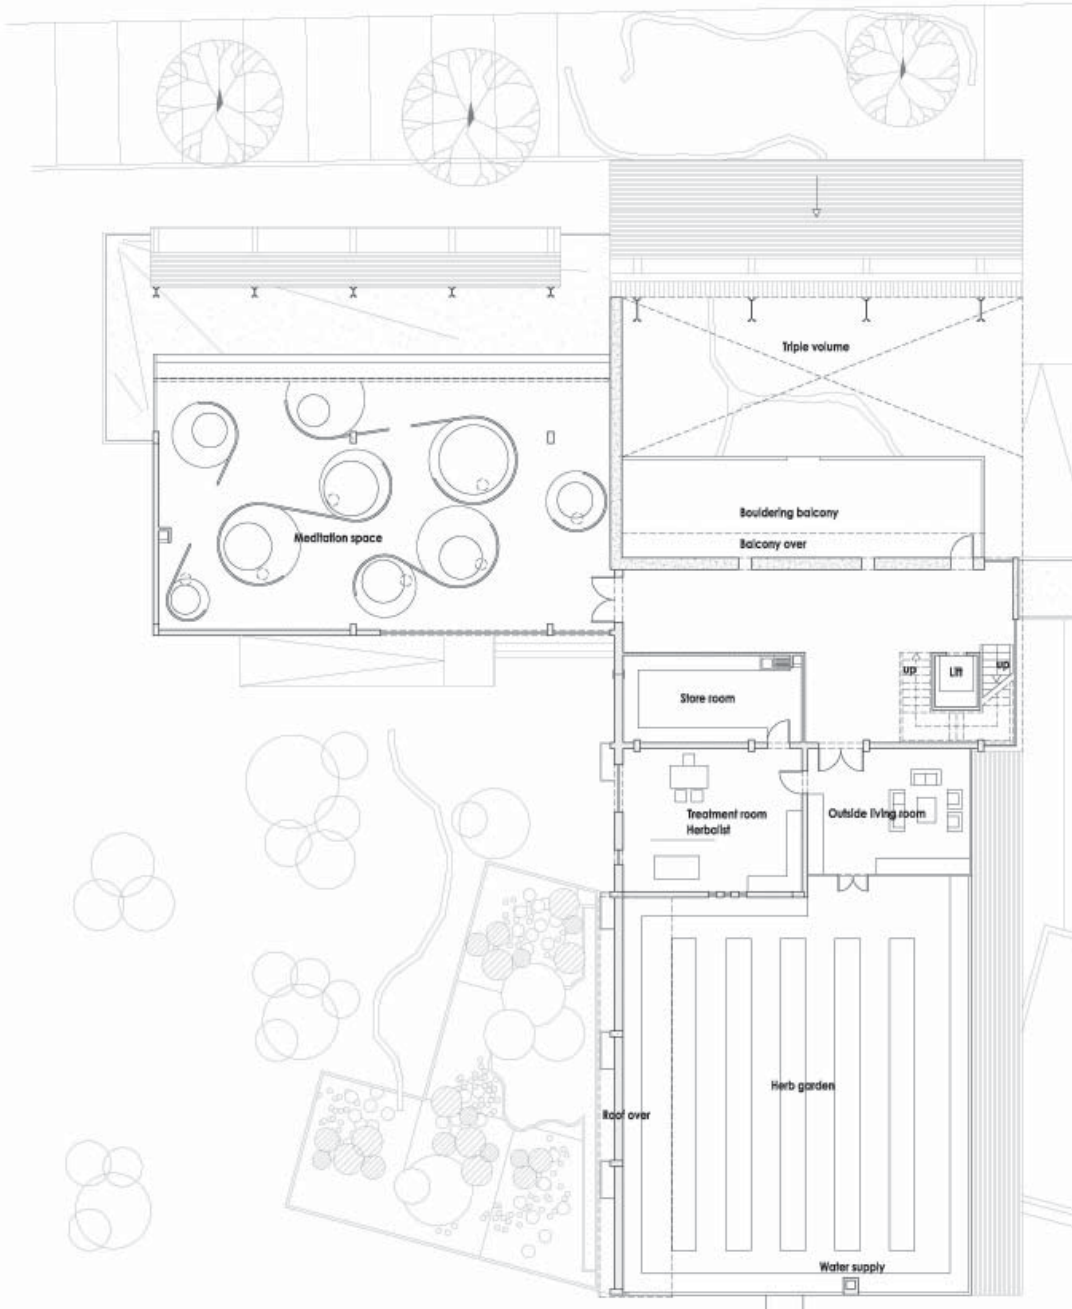 Triple volume
Bouldering balcony
Balcony over
Meditation space
up
Lift
up
Store room
Treatment room
Herbalist
Outside living room
Herb garden
Roof over
Water supply